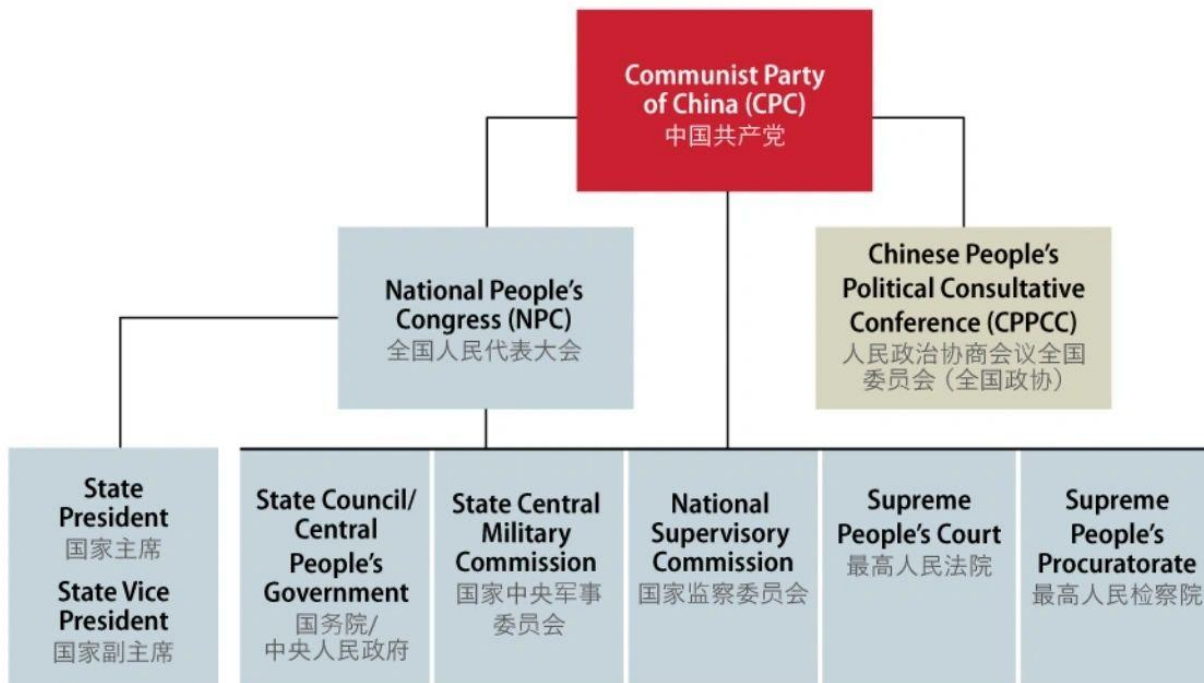 Communist Party
of China (CPC)
中国共产党
National People's
Congress (NPC)
全国人民代表大会
Chinese People's
Political Consultative
Conference (CPPCC)
人民政治协商会议全国
委员会（全国政协）
State
President
国家主席
State Vice
President
国家副主席
State Council/
Central
People's
Government
国务院/
中央人民政府
State Central
Military
Commission
国家中央军事
委员会
National
Supervisory
Commission
国家监察委员会
Supreme
People's Court
最高人民法院
Supreme
People's
Procuratorate
最高人民检察院